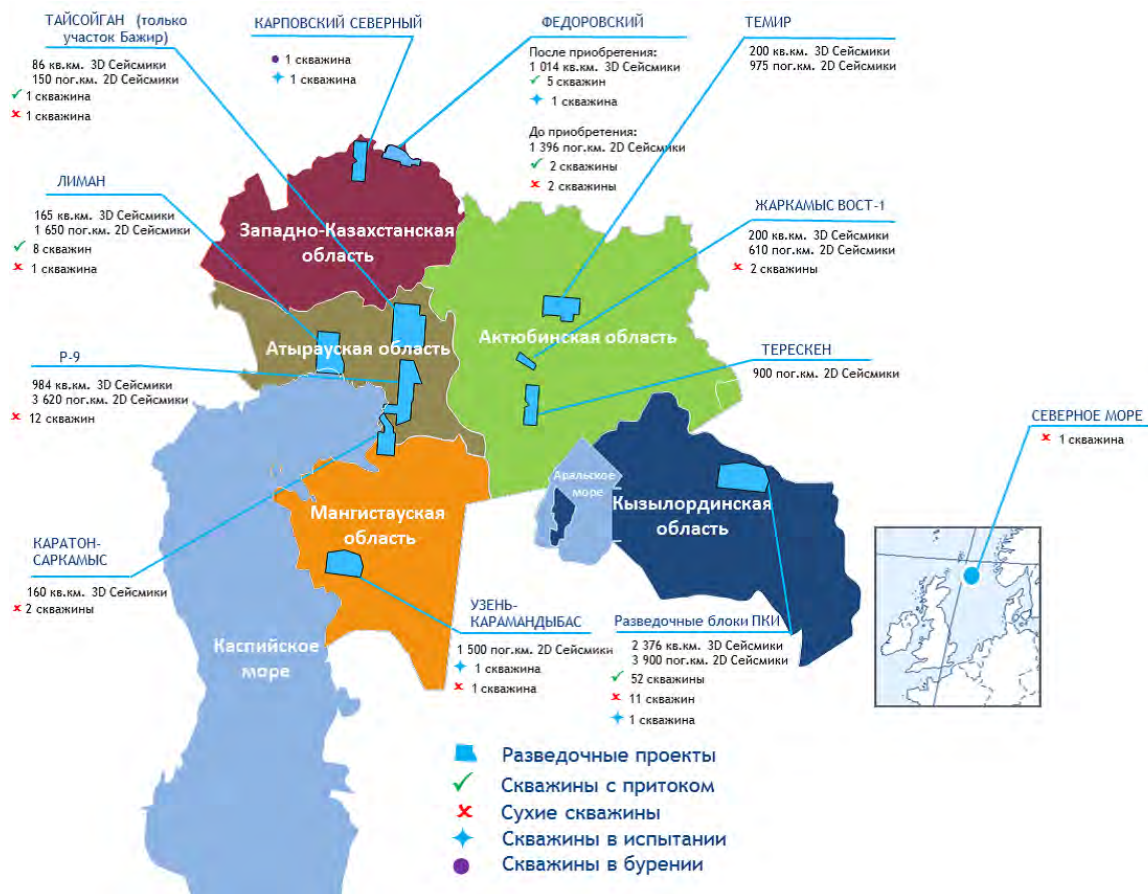 ТАЙСОЙГАН (только
участок Бажир)
86 кв.км. 3D Сейсмики
150 пог.км. 2D Сейсмики
1 скважина
1 скважина
КАРПОВСКИЙ СЕВЕРНЫЙ
1 скважина
1 скважина
ФЕДОРОВСКИЙ
После приобретения:
1 014 кв.км. 3D Сейсмики
5 скважин
1 скважина
До приобретения:
1 396 пог.км. 2D Сейсмики
2 скважины
2 скважины
ТЕМИР
200 кв.км. 3D Сейсмики
975 пог.км. 2D Сейсмики
ЛИМАН
165 кв.км. 3D Сейсмики
1 650 пог.км. 2D Сейсмики
8 скважин
1 скважина
ЖАРКАМЫС ВОСТ-1
200 кв.км. 3D Сейсмики
610 пог.км. 2D Сейсмики
2 скважины
Западно-Казахстанская
область
Атырауская область
Актюбинская область
Р-9
984 кв.км. 3D Сейсмики
3 620 пог.км. 2D Сейсмики
12 скважин
ТЕРЕСКЕН
900 пог.км. 2D Сейсмики
СЕВЕРНОЕ МОРЕ
1 скважина
Аральское
море
Кызылординская
область
Мангистауская
область
КАРАТОН-
САРКАМЫС
160 кв.км. 3D Сейсмики
2 скважины
Каспийское
море
УЗЕНЬ-
КАРАМАНДЫБАС
1 500 пог.км. 2D Сейсмики
1 скважина
1 скважина
Разведочные блоки ПКИ
2 376 кв.км. 3D Сейсмики
3 900 пог.км. 2D Сейсмики
52 скважины
11 скважин
1 скважина
Разведочные проекты
Скважины с притоком
Сухие скважины
Скважины в испытании
Скважины в бурении